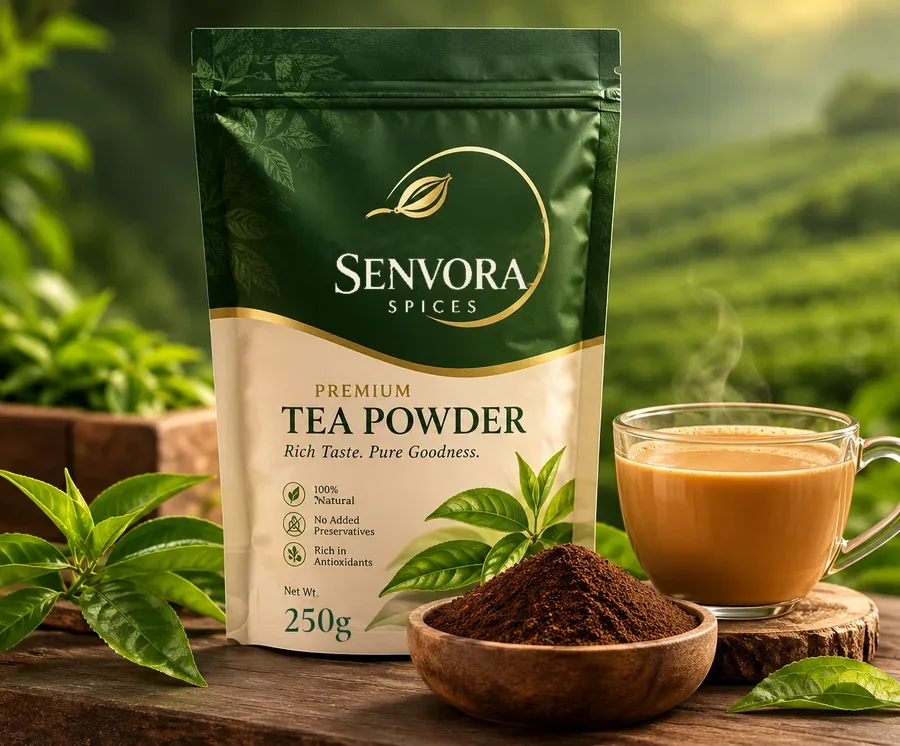 SENVORA
SPICES
PREMIUM
TEA POWDER
Rich Taste. Pure Goodness.
100%
Natural
No Added
Preservatives
Rich in
Antioxidants
Net Wt.
250g